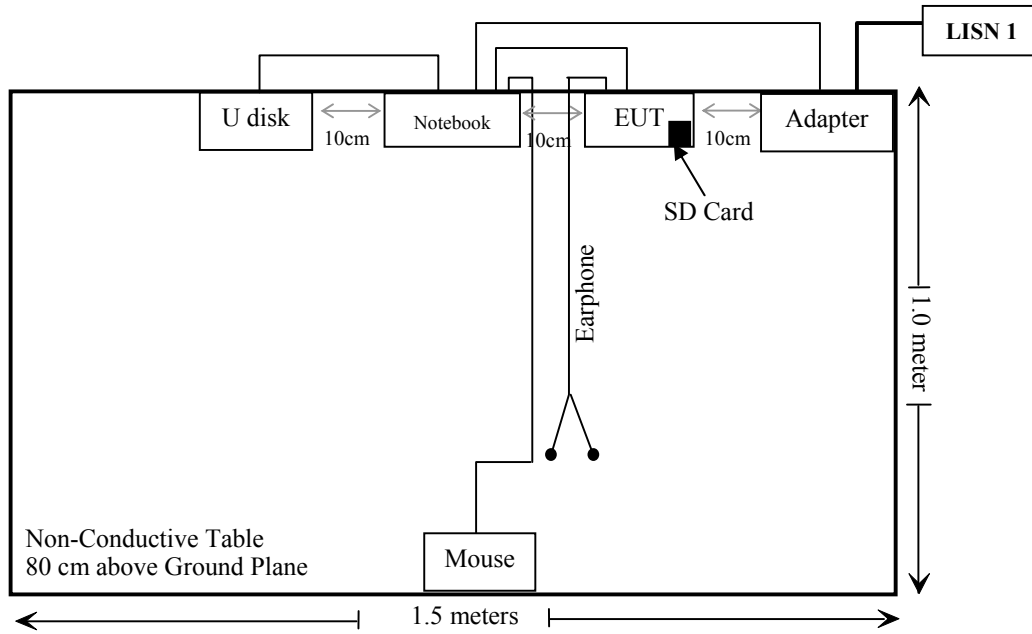 LISN 1
U disk
Notebook
EUT
Adapter
10cm
10cm
10cm
SD Card
Earphone
1.0 meter
Non-Conductive Table
80 cm above Ground Plane
Mouse
1.5 meters